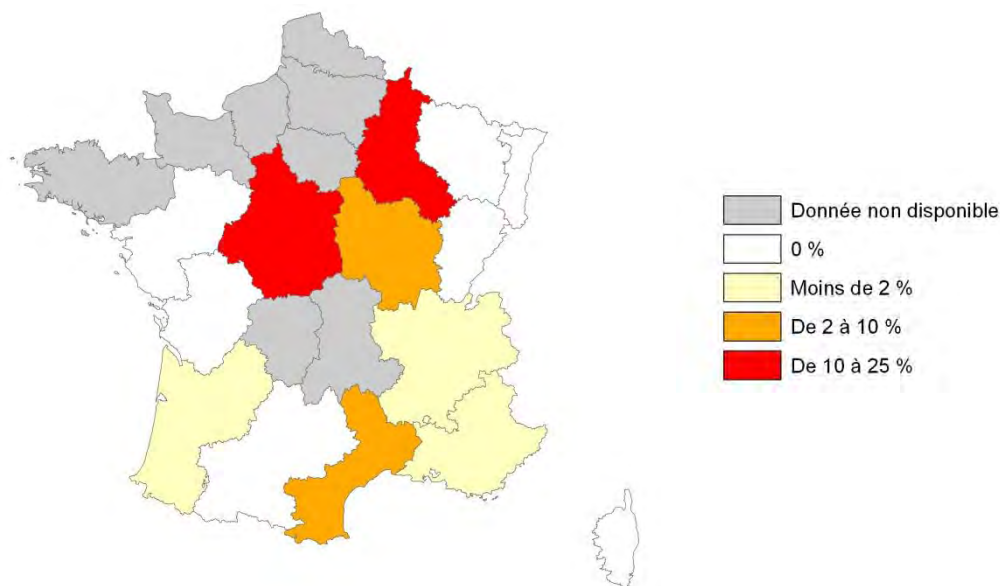 Donnée non disponible
0 %
Moins de 2 %
De 2 à 10 %
De 10 à 25 %